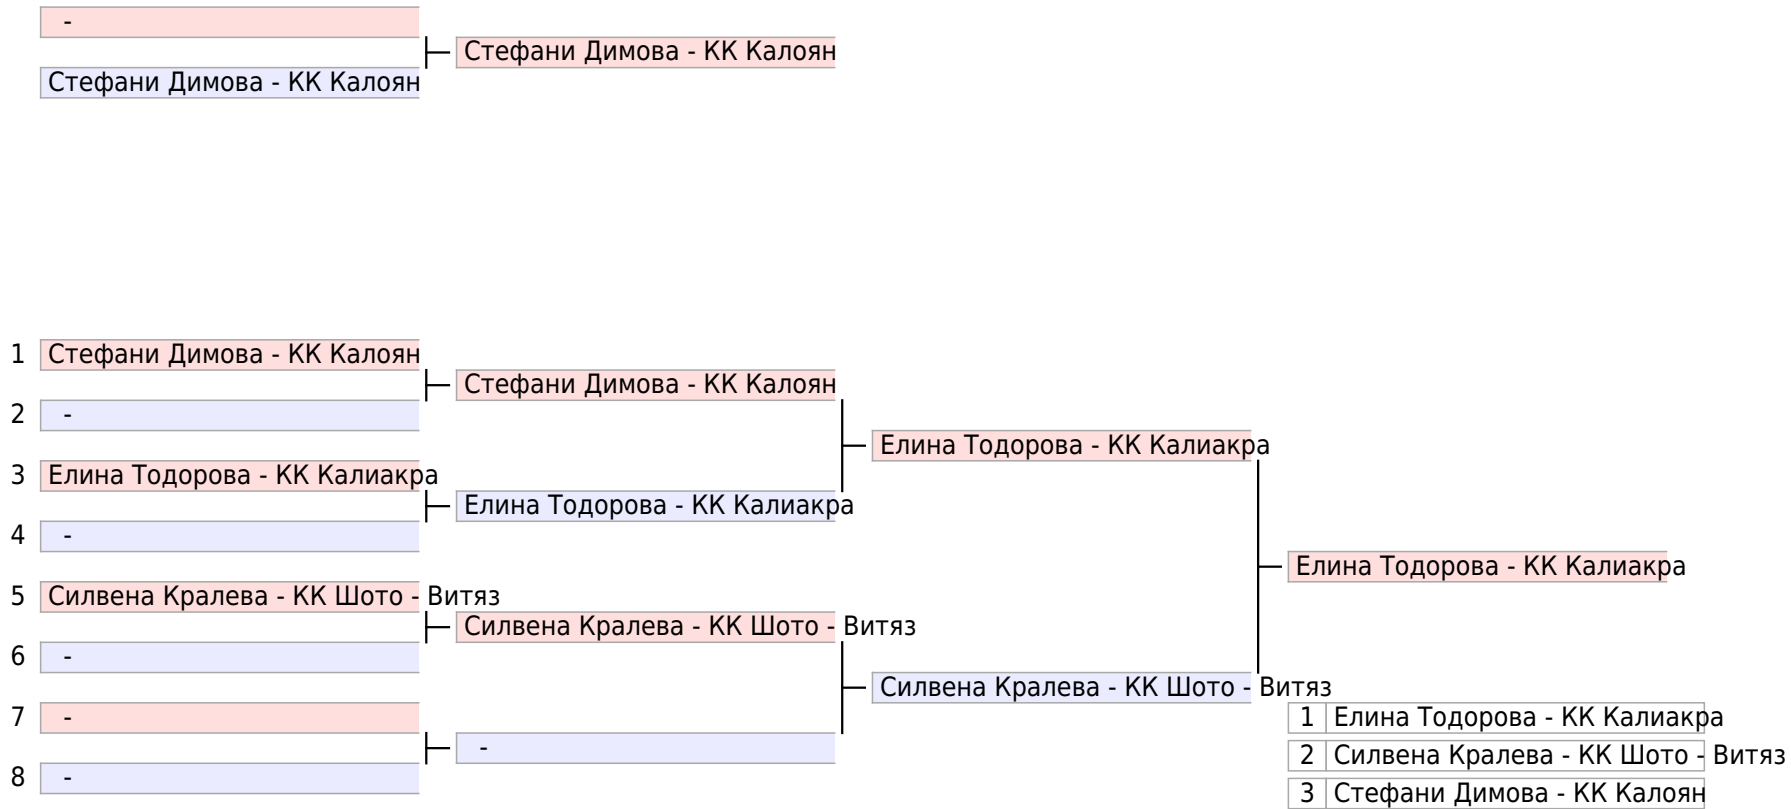 -
Стефани Димова - КК Калоян
Стефани Димова - КК Калоян
1 Стефани Димова - КК Калоян
Стефани Димова - КК Калоян
2 -
Елина Тодорова - КК Калиакра
3 Елина Тодорова - КК Калиакра
Елина Тодорова - КК Калиакра
4 -
Елина Тодорова - КК Калиакра
5 Силвена Кралева - КК Шото - Витяз
Силвена Кралева - КК Шото - Витяз
6 -
Силвена Кралева - КК Шото - Витяз
7 -
-
8 -
1 Елина Тодорова - КК Калиакра
2 Силвена Кралева - КК Шото - Витяз
3 Стефани Димова - КК Калоян